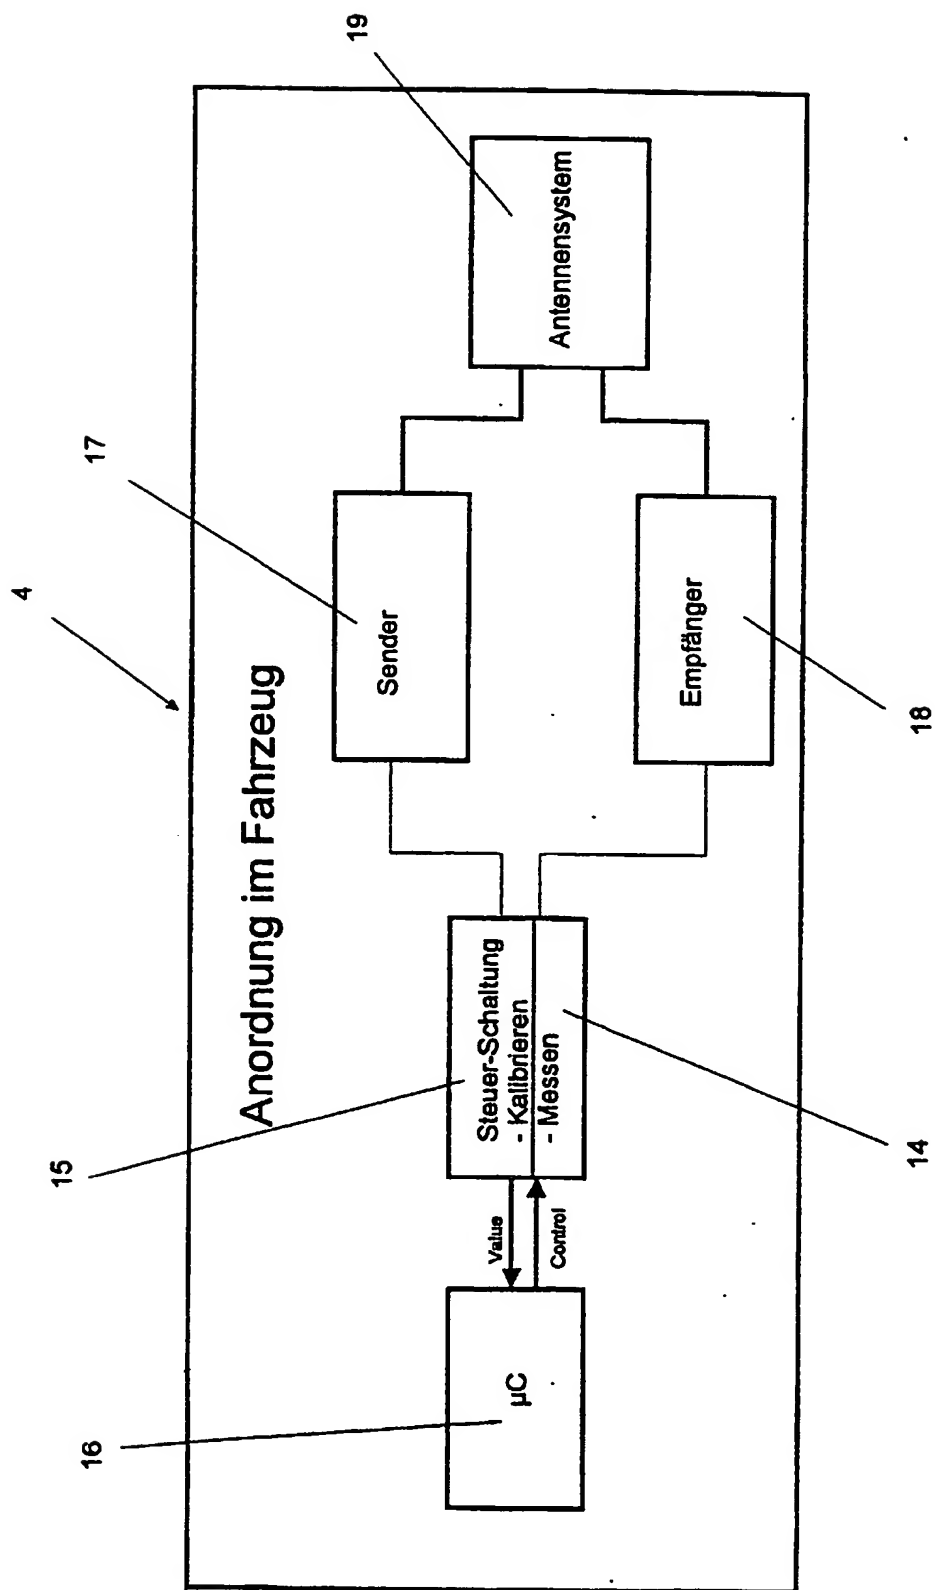 4
Anordnung im Fahrzeug
16
15
17
19
µC
Value
Control
Steuer-Schaltung
- Kalibrieren
- Messen
Sender
Empfänger
Antennensystem
14
18